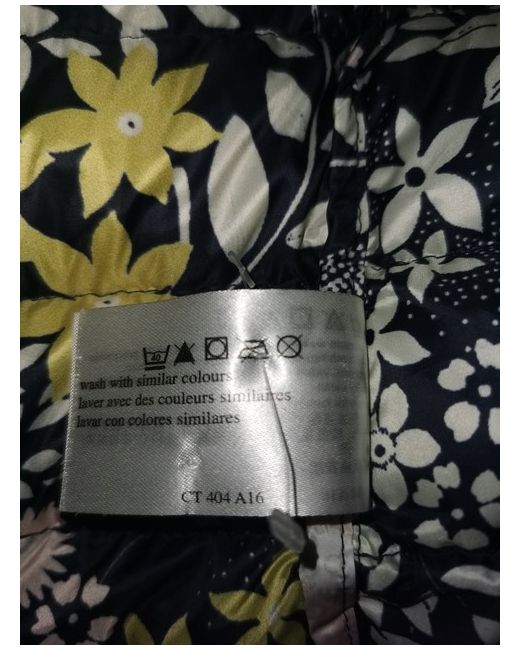 40
wash with similar colours
laver avec des couleurs similaires
lavar con colores similares
CT 404 A16